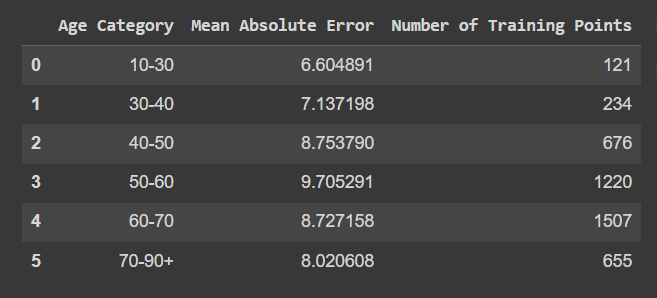 Age Category Mean Absolute Error Number of Training Points
0 10-30 6.604891 121
1 30-40 7.137198 234
2 40-50 8.753790 676
3 50-60 9.705291 1220
4 60-70 8.727158 1507
5 70-90+ 8.020608 655